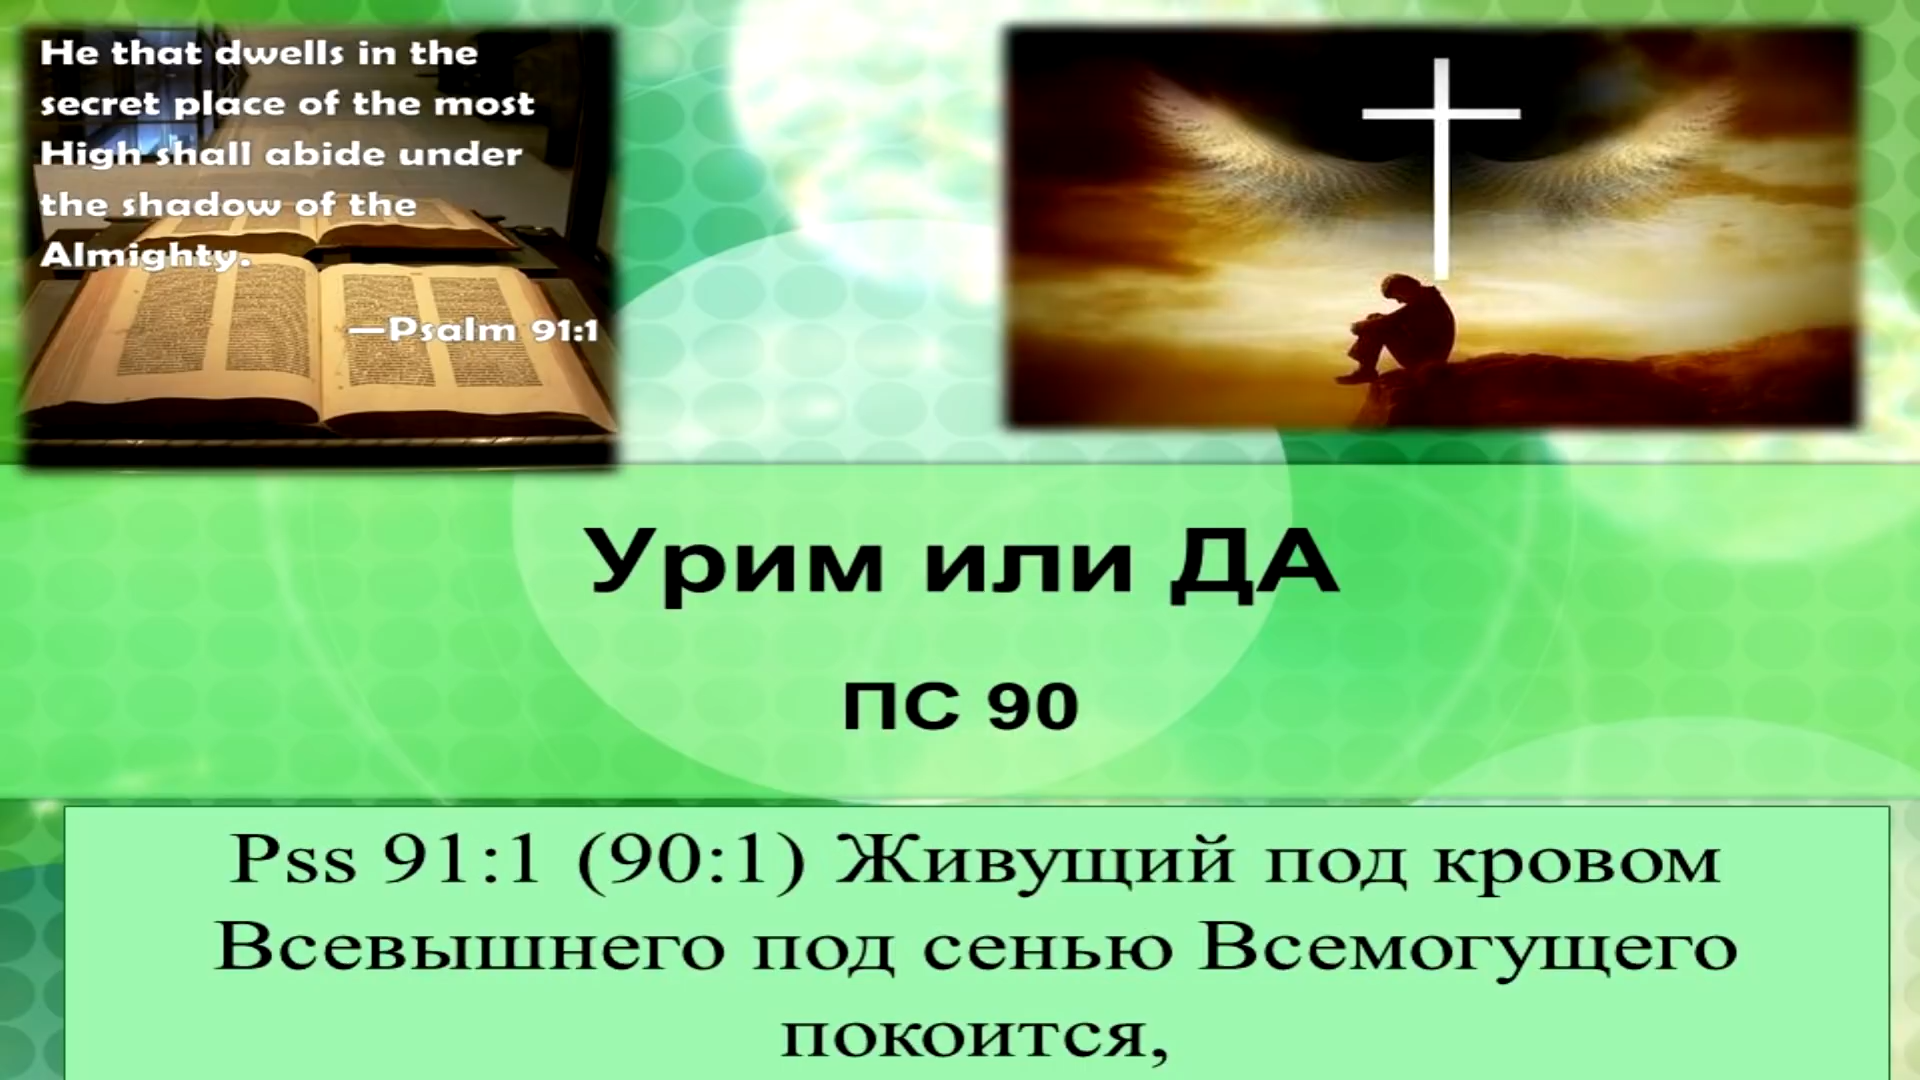 He that dwells in the
secret place of the most
High shall abide under
the shadow of the
Almighty.
—Psalm 91:1
Урим или ДА
ПС 90
Pss 91:1 (90:1) Живущий под кровом
Всевышнего под сенью Всемогущего
покоится,